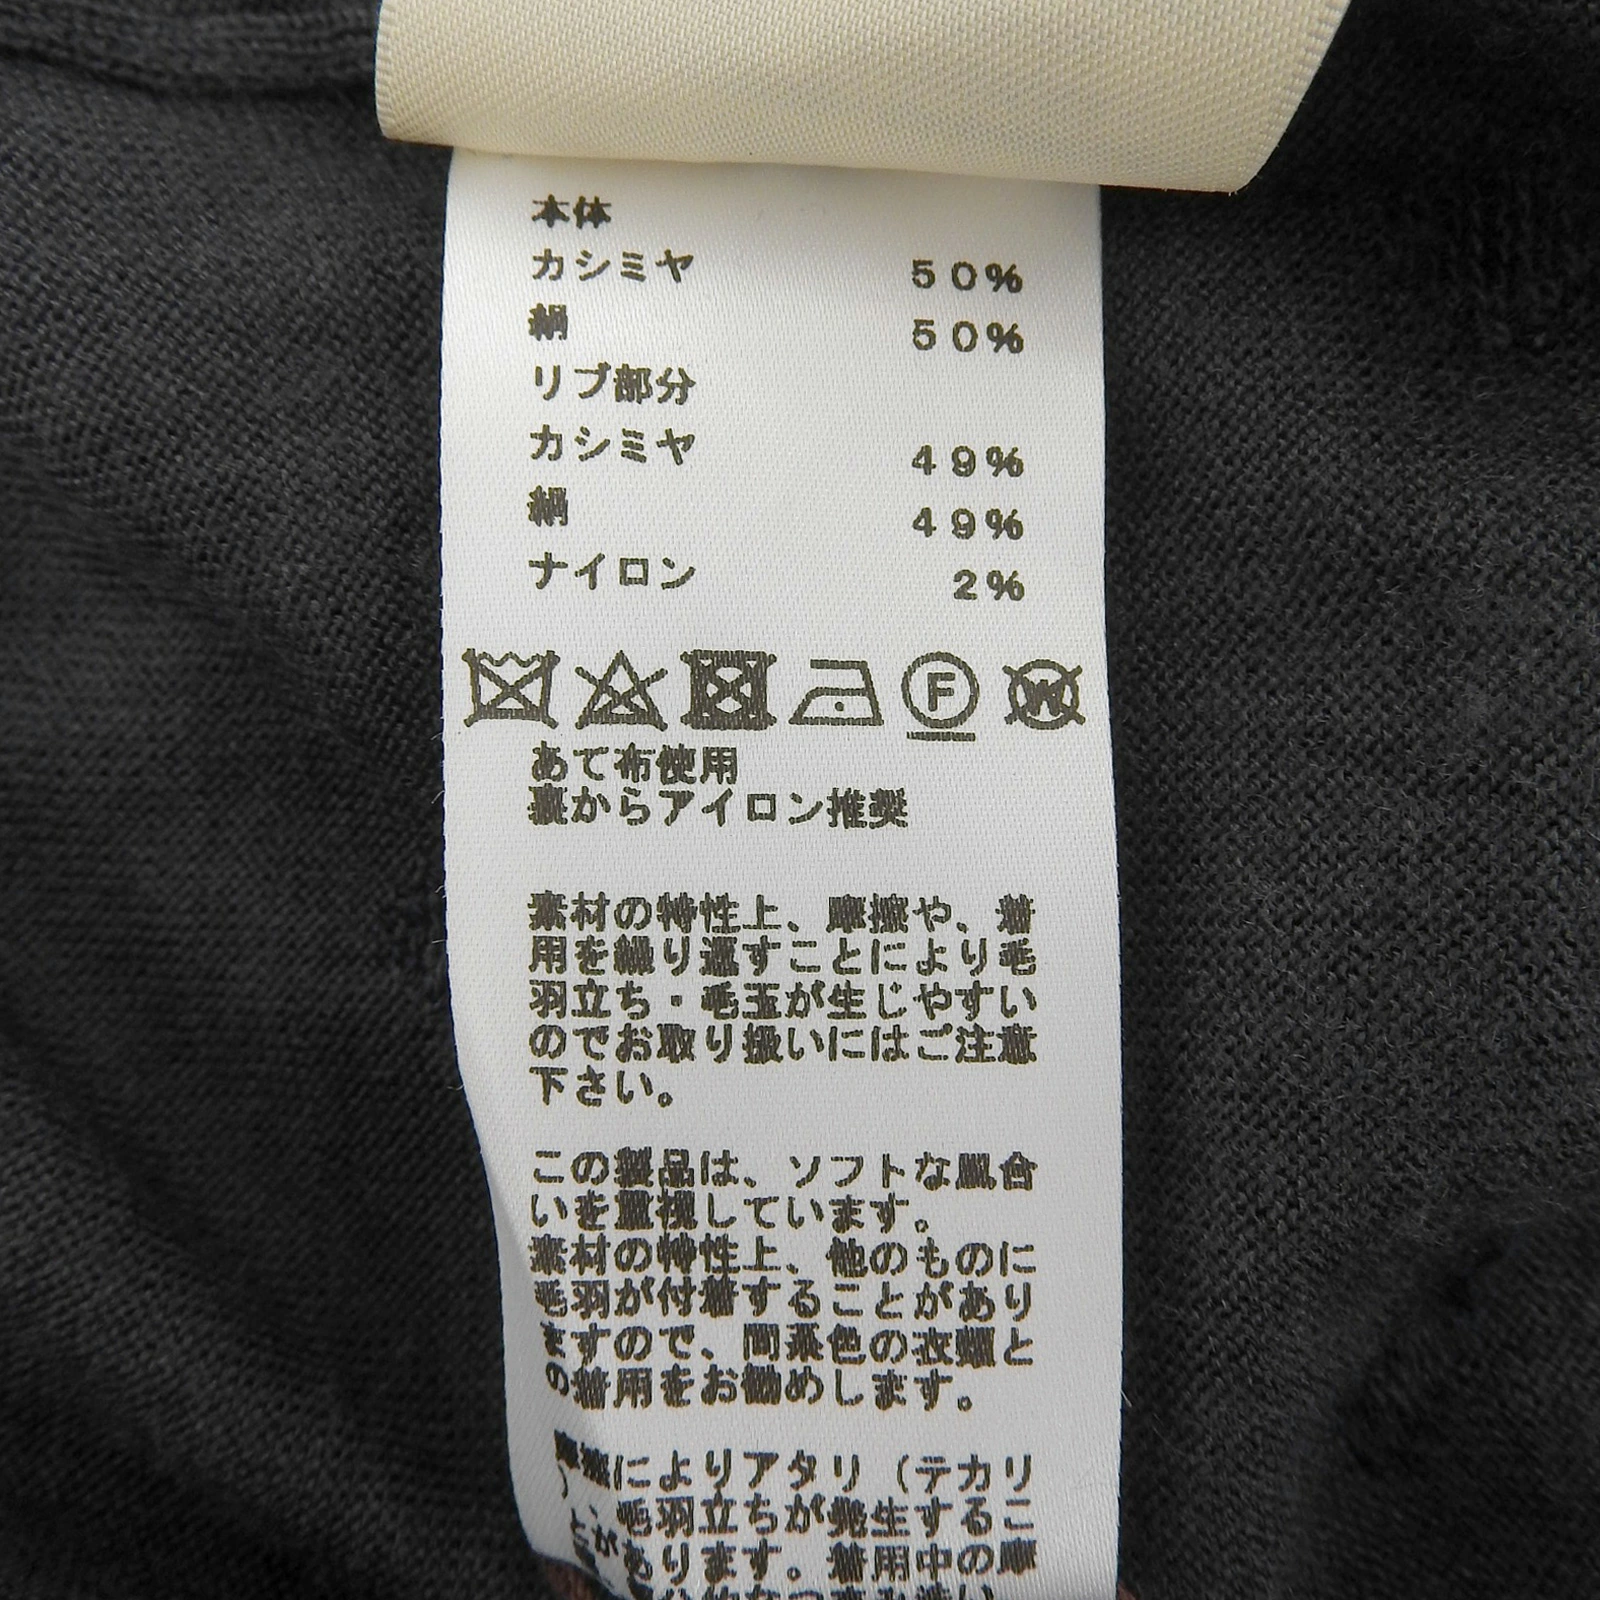 本体
カシミヤ 50%
絹 50%
リブ部分
カシミヤ 49%
絹 49%
ナイロン 2%
F W
あて布使用
裏からアイロン推奨
素材の特性上、摩擦や、着
用を繰り返すことにより毛
羽立ち・毛玉が生じやすい
のでお取り扱いにはご注意
下さい。
この製品は、ソフトな風合
いを重視しています。
素材の特性上、他のものに
毛羽が付着することがあり
ますので、同系色の衣類と
の着用をお勧めします。
摩擦によりアタリ（テカリ
）、毛羽立ちが発生するこ
とがあります。着用中の摩